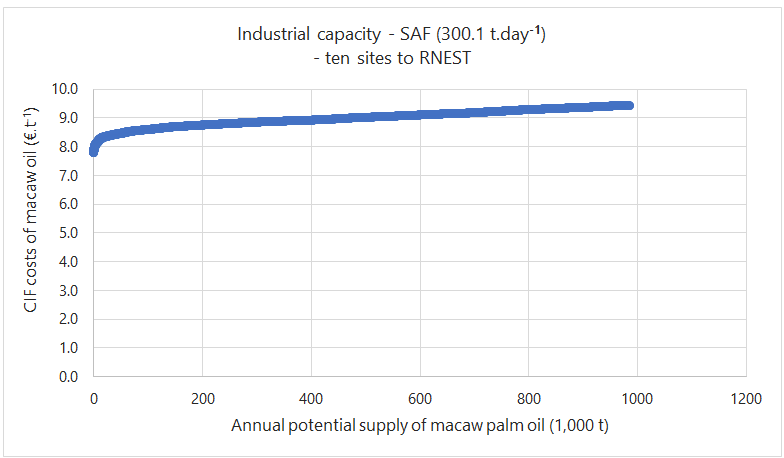 Industrial capacity - SAF (300.1 t.day⁻¹)
- ten sites to RNEST
CIF costs of macaw oil (€.t⁻¹)
10.0
9.0
8.0
7.0
6.0
5.0
4.0
3.0
2.0
1.0
0.0
0 200 400 600 800 1000 1200
Annual potential supply of macaw palm oil (1,000 t)